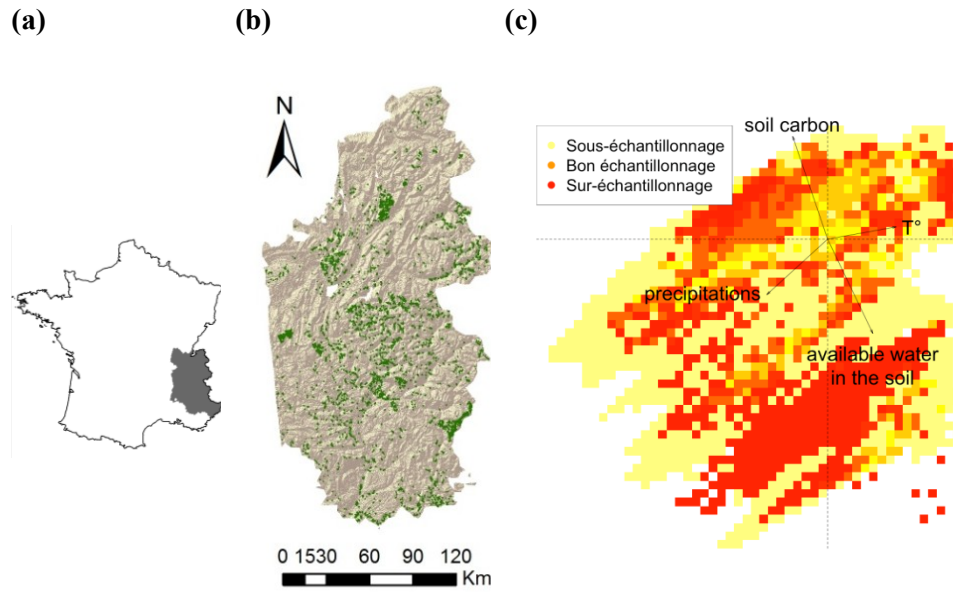 (a)
(b)
(c)
N
soil carbon
Sous-échantillonnage
Bon échantillonnage
Sur-échantillonnage
T°
precipitations
available water
in the soil
0 1530 60 90 120
Km